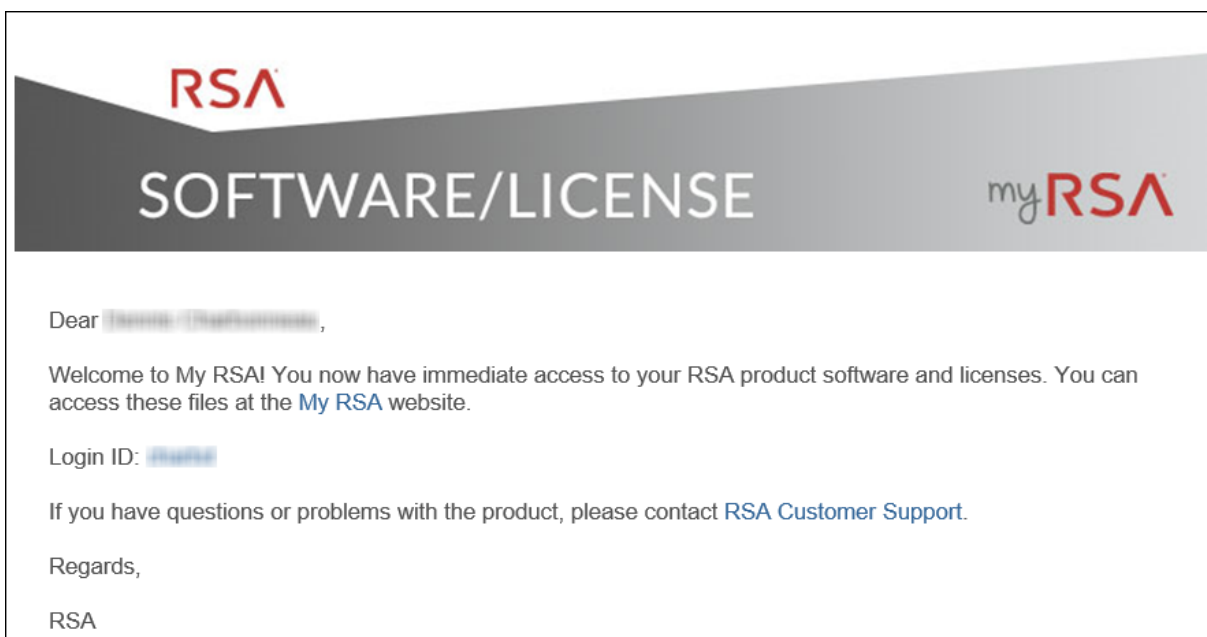 RSA
SOFTWARE/LICENSE
myRSA
Dear ,
Welcome to My RSA! You now have immediate access to your RSA product software and licenses. You can
access these files at the My RSA website.
Login ID:
If you have questions or problems with the product, please contact RSA Customer Support.
Regards,
RSA